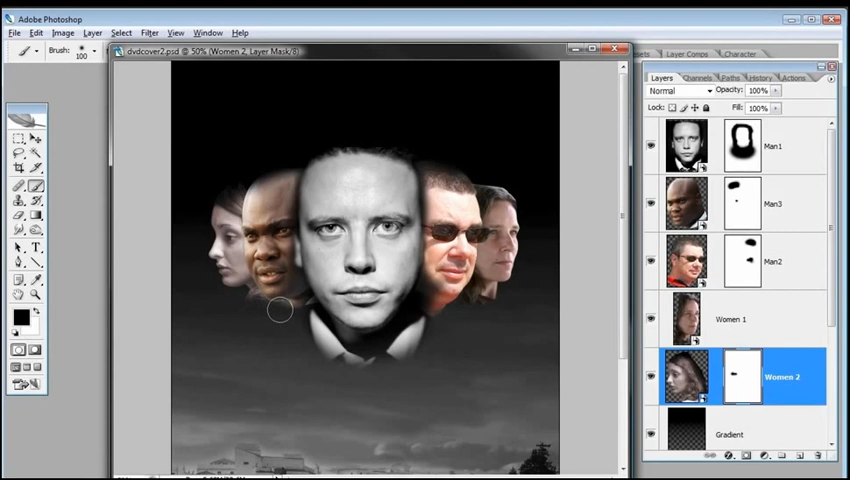 Adobe Photoshop
File Edit Image Layer Select Filter View Window Help
Brush: 100
dvdcover2.psd @ 50% (Women 2, Layer Mask/8)
Layer Comps Character
Layers Channels Paths History Actions
Normal Opacity: 100%
Lock: Fill: 100%
Man1
Man3
Man2
Women 1
Women 2
Gradient